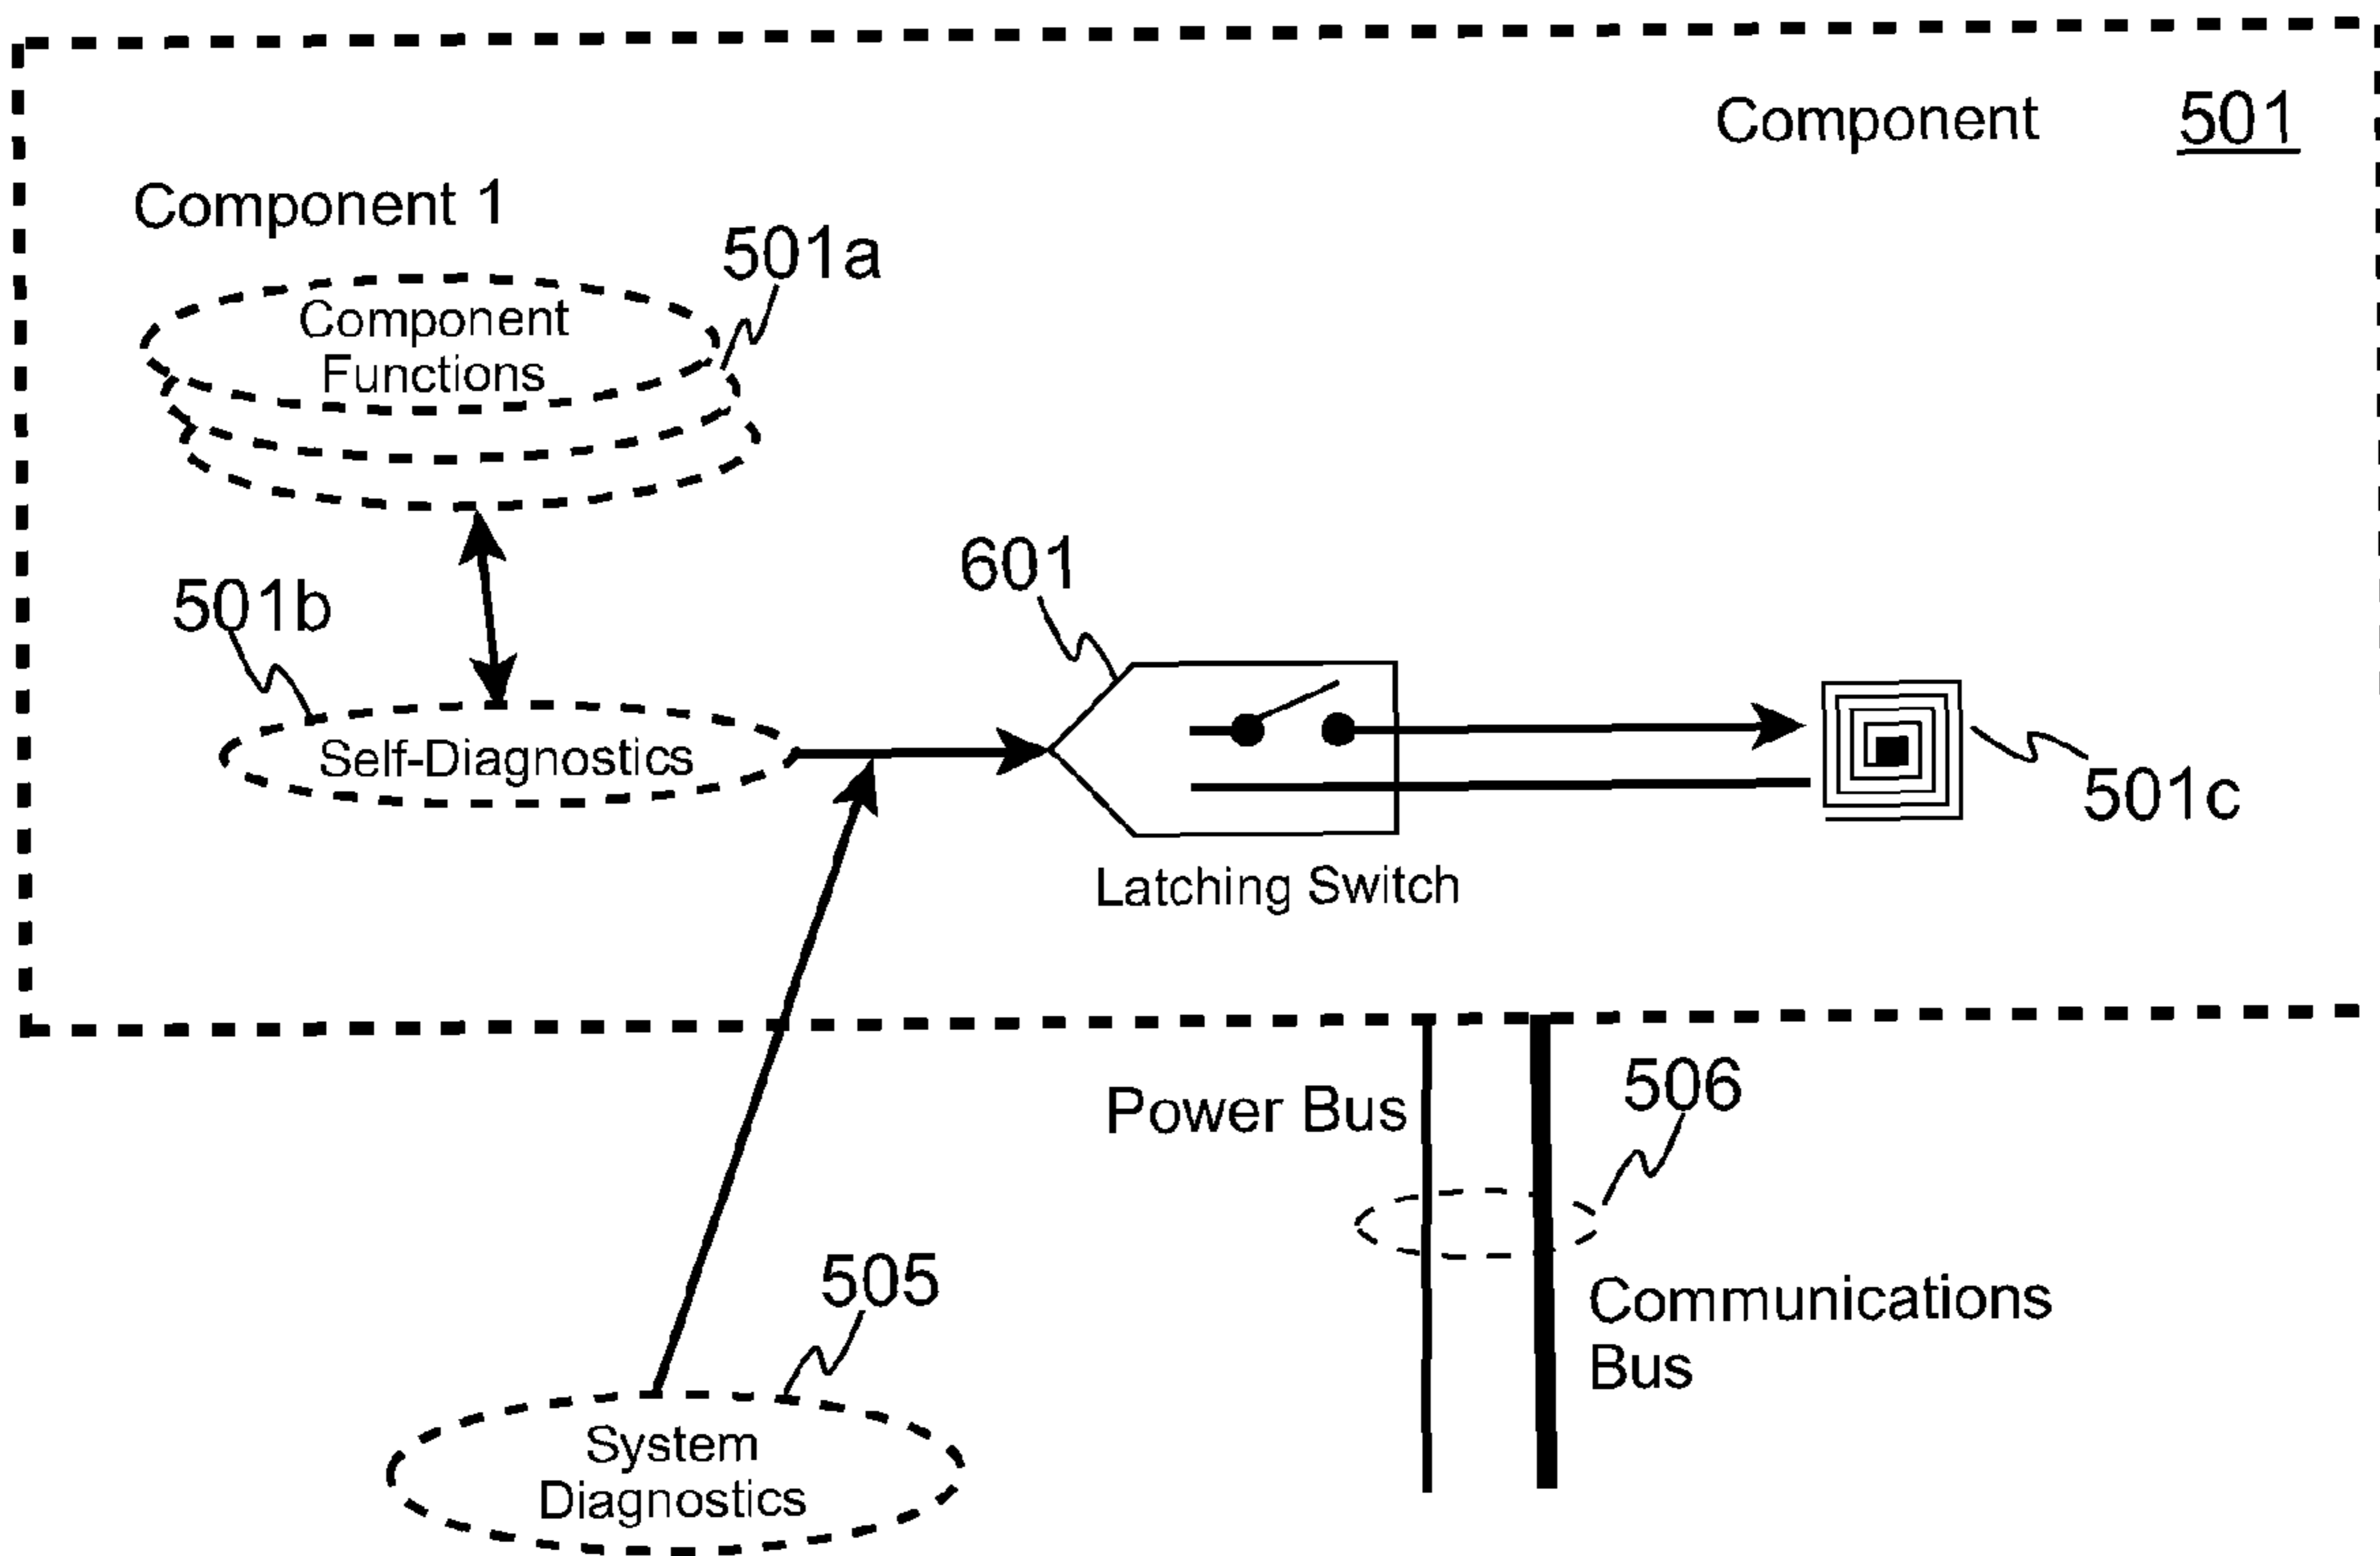 Component 501
Component 1
501a
Component
Functions
601
501b
Self-Diagnostics
501c
Latching Switch
506
Power Bus
505
Communications
Bus
System
Diagnostics